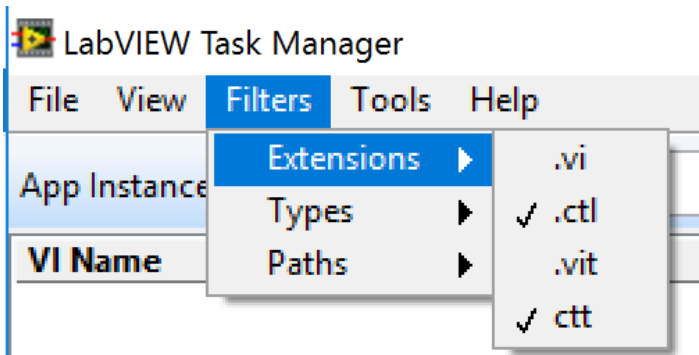 LabVIEW Task Manager
File View Filters Tools Help
App Instance
VI Name
Extensions
Types
Paths
.vi
.ctl
.vit
ctt